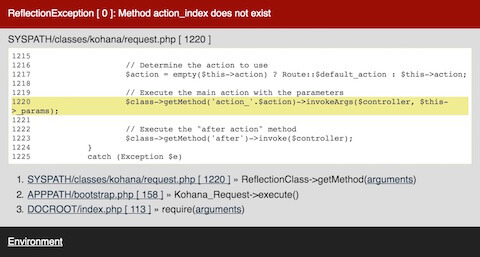 ReflectionException [ 0 ]: Method action_index does not exist
SYSPATH/classes/kohana/request.php [ 1220 ]
1215
1216 // Determine the action to use
1217 $action = empty($this->action) ? Route::$default_action : $this->action;
1218
1219 // Execute the main action with the parameters
1220 $class->getMethod('action_'.$action)->invokeArgs($controller, $this-
>_params);
1221
1222 // Execute the "after action" method
1223 $class->getMethod('after')->invoke($controller);
1224 }
1225 catch (Exception $e)
1. SYSPATH/classes/kohana/request.php [ 1220 ] » ReflectionClass->getMethod(arguments)
2. APPPATH/bootstrap.php [ 158 ] » Kohana_Request->execute()
3. DOCROOT/index.php [ 113 ] » require(arguments)
Environment